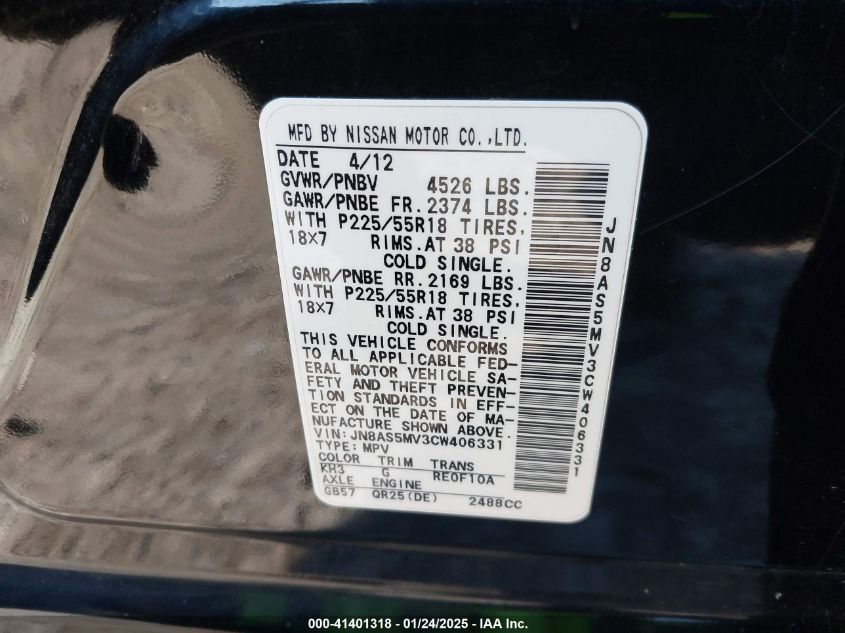 MFD BY NISSAN MOTOR CO.,LTD.
DATE 4/12
GVWR/PNBV 4526 LBS.
GAWR/PNBE FR. 2374 LBS.
WITH P225/55R18 TIRES,
18X7 RIMS.AT 38 PSI
COLD SINGLE.
GAWR/PNBE RR. 2169 LBS.
WITH P225/55R18 TIRES,
18X7 RIMS.AT 38 PSI
COLD SINGLE.
THIS VEHICLE CONFORMS
TO ALL APPLICABLE FED-
ERAL MOTOR VEHICLE SA-
FETY AND THEFT PREVEN-
TION STANDARDS IN EFF-
ECT ON THE DATE OF MA-
NUFACTURE SHOWN ABOVE.
VIN:JN8AS5MV3CW406331
TYPE: MPV
COLOR TRIM TRANS
KH3 G RE0F10A
AXLE ENGINE
GB57 QR25(DE) 2488CC
JN8AS5MV3CW406331
000-41401318 - 01/24/2025 - IAA Inc.